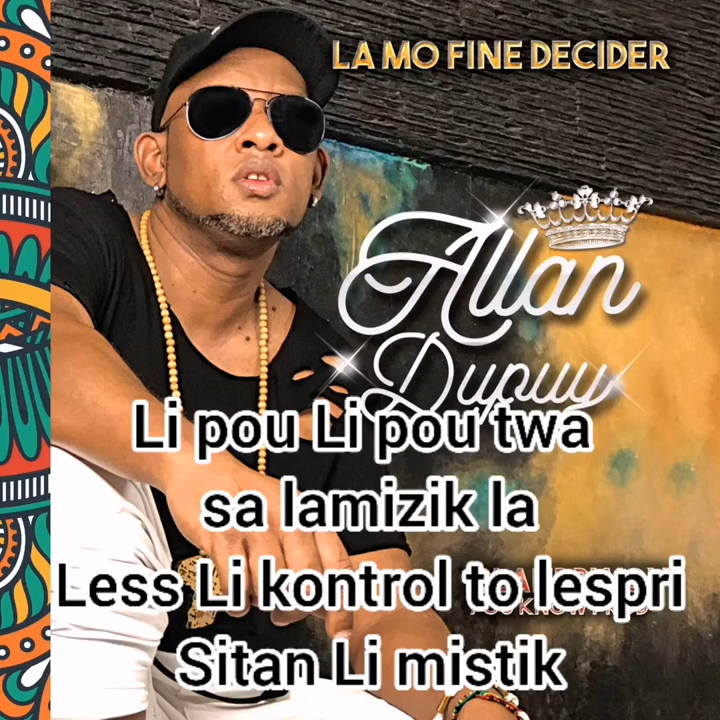 LA MO FINE DECIDER
Allan
Dupuy
Li pou Li pou twa
sa lamizik la
Less Li kontrol to lespri
Sitan Li mistik